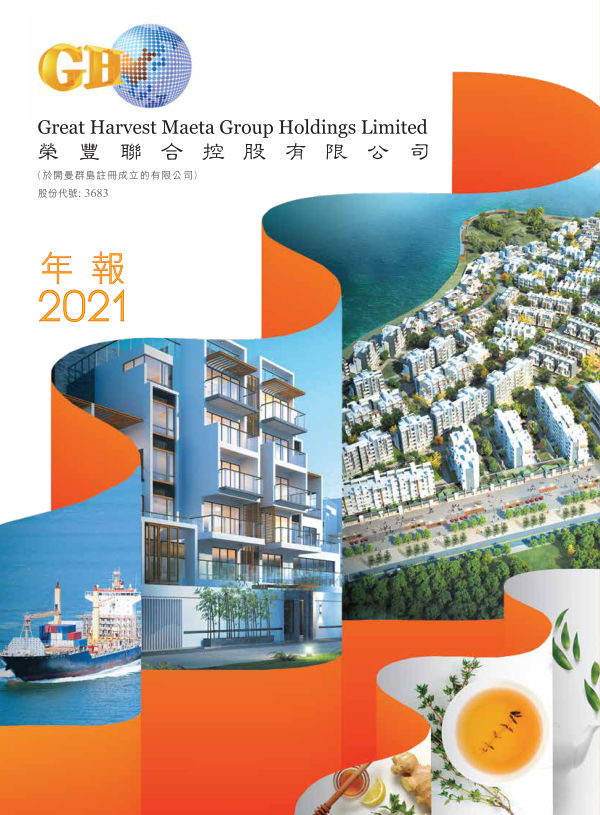 GH
Great Harvest Maeta Group Holdings Limited
榮豐聯合控股有限公司
(於開曼群島註冊成立的有限公司)
股份代號: 3683
年報
2021